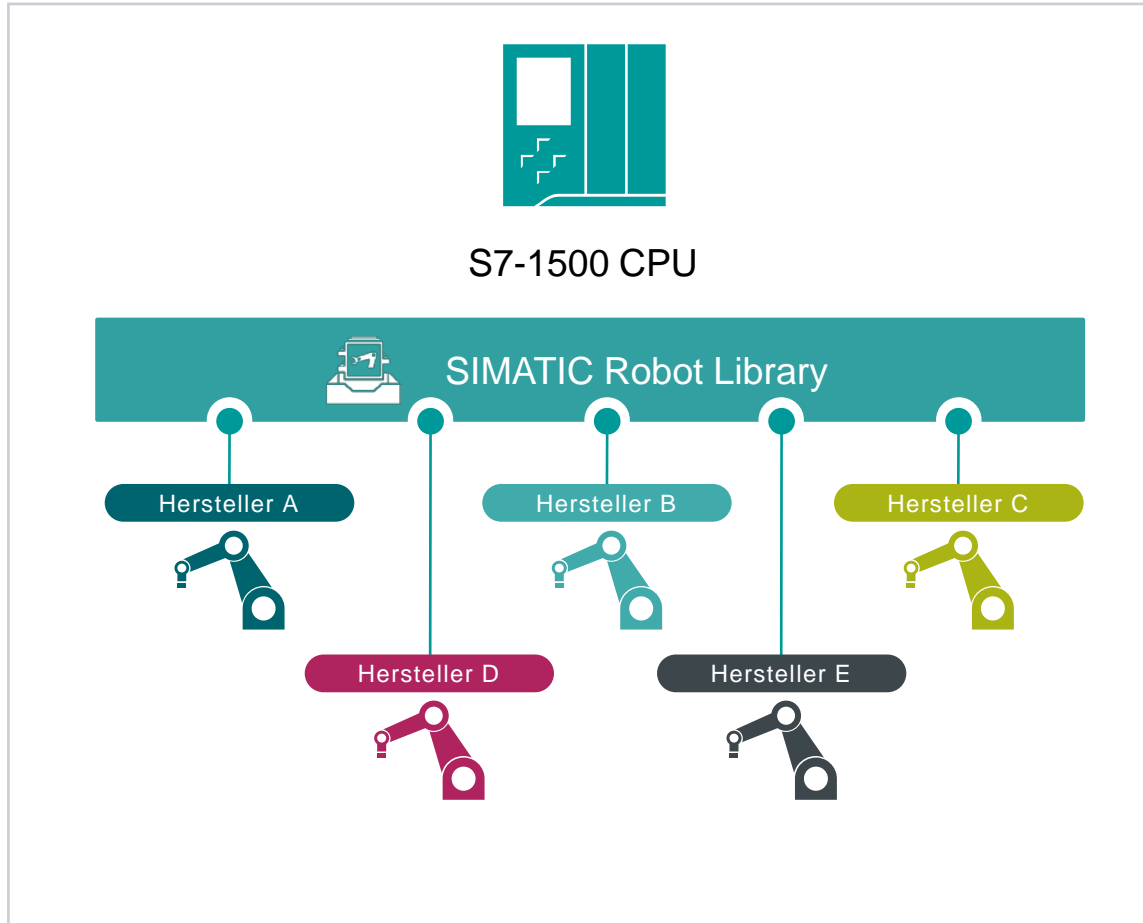 S7-1500 CPU
SIMATIC Robot Library
Hersteller A
Hersteller B
Hersteller C
Hersteller D
Hersteller E